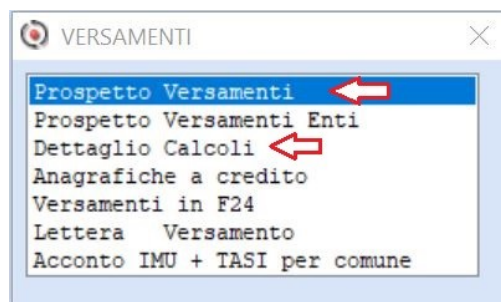 VERSAMENTI
Prospetto Versamenti
Prospetto Versamenti Enti
Dettaglio Calcoli
Anagrafiche a credito
Versamenti in F24
Lettera Versamento
Acconto IMU + TASI per comune